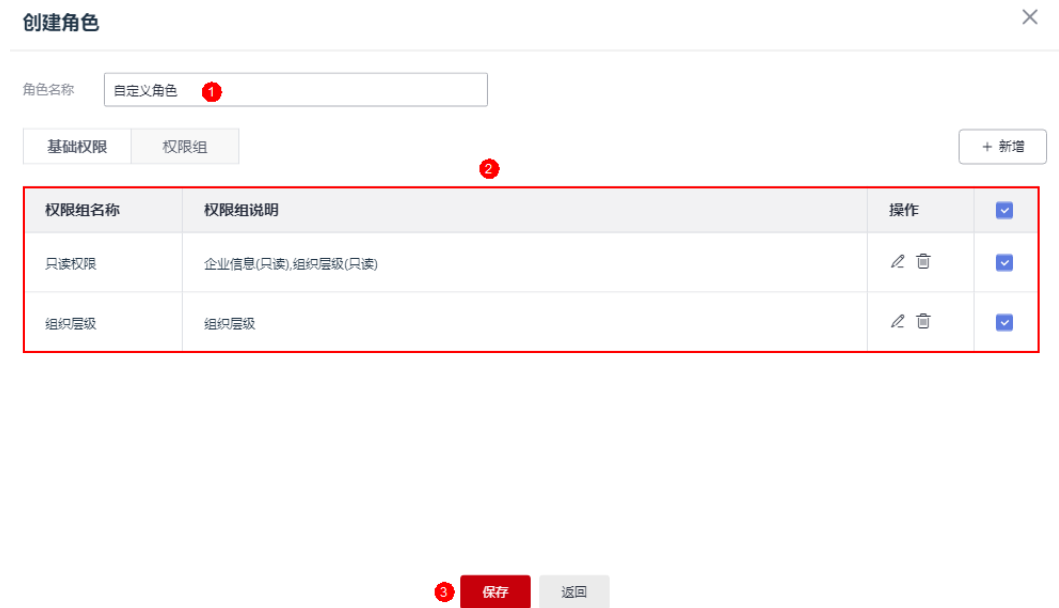 创建角色
角色名称 自定义角色 1
基础权限 权限组 + 新增
2
权限组名称 权限组说明 操作
只读权限 企业信息(只读),组织层级(只读)
组织层级 组织层级
3 保存 返回